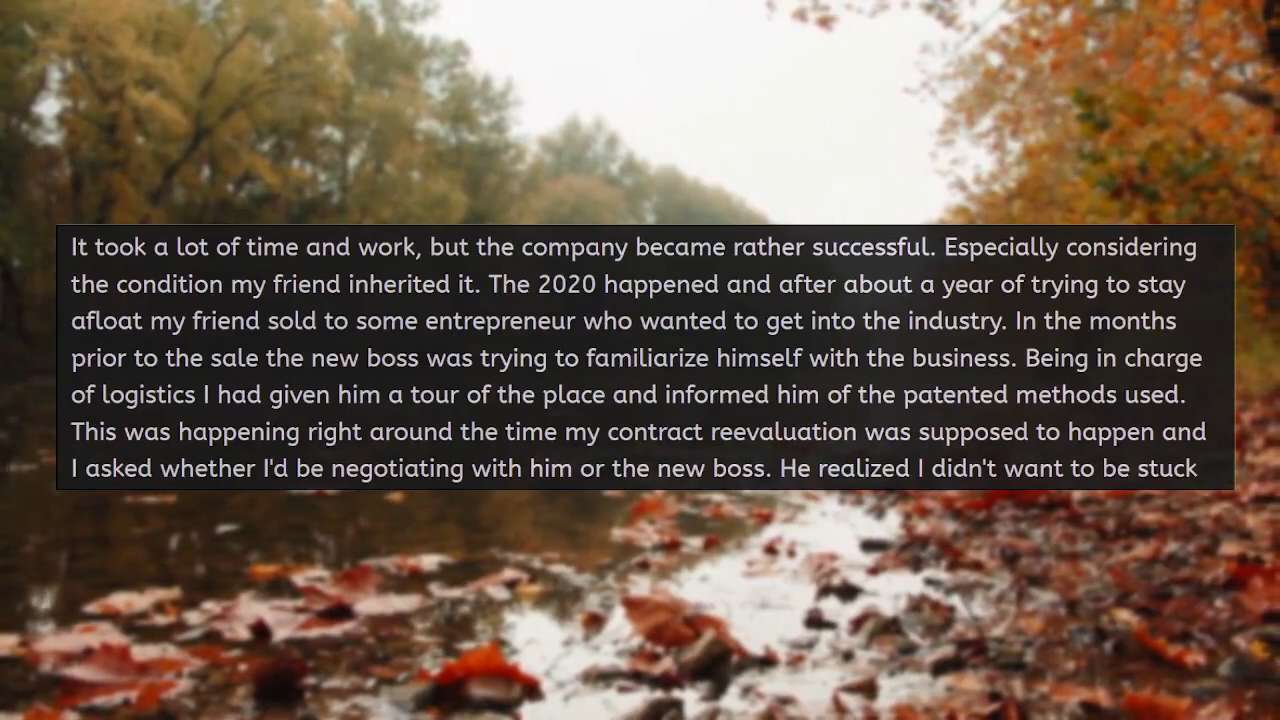 It took a lot of time and work, but the company became rather successful. Especially considering
the condition my friend inherited it. The 2020 happened and after about a year of trying to stay
afloat my friend sold to some entrepreneur who wanted to get into the industry. In the months
prior to the sale the new boss was trying to familiarize himself with the business. Being in charge
of logistics I had given him a tour of the place and informed him of the patented methods used.
This was happening right around the time my contract reevaluation was supposed to happen and
I asked whether I'd be negotiating with him or the new boss. He realized I didn't want to be stuck